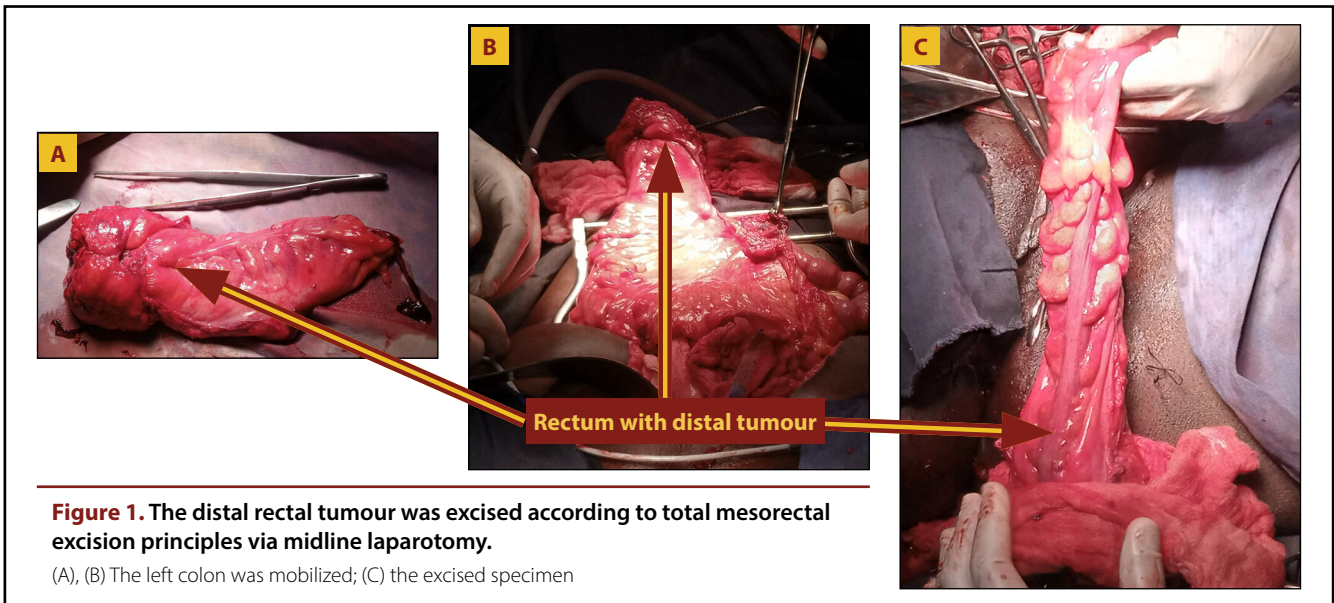 A
B
C
Rectum with distal tumour
Figure 1. The distal rectal tumour was excised according to total mesorectal
excision principles via midline laparotomy.
(A), (B) The left colon was mobilized; (C) the excised specimen